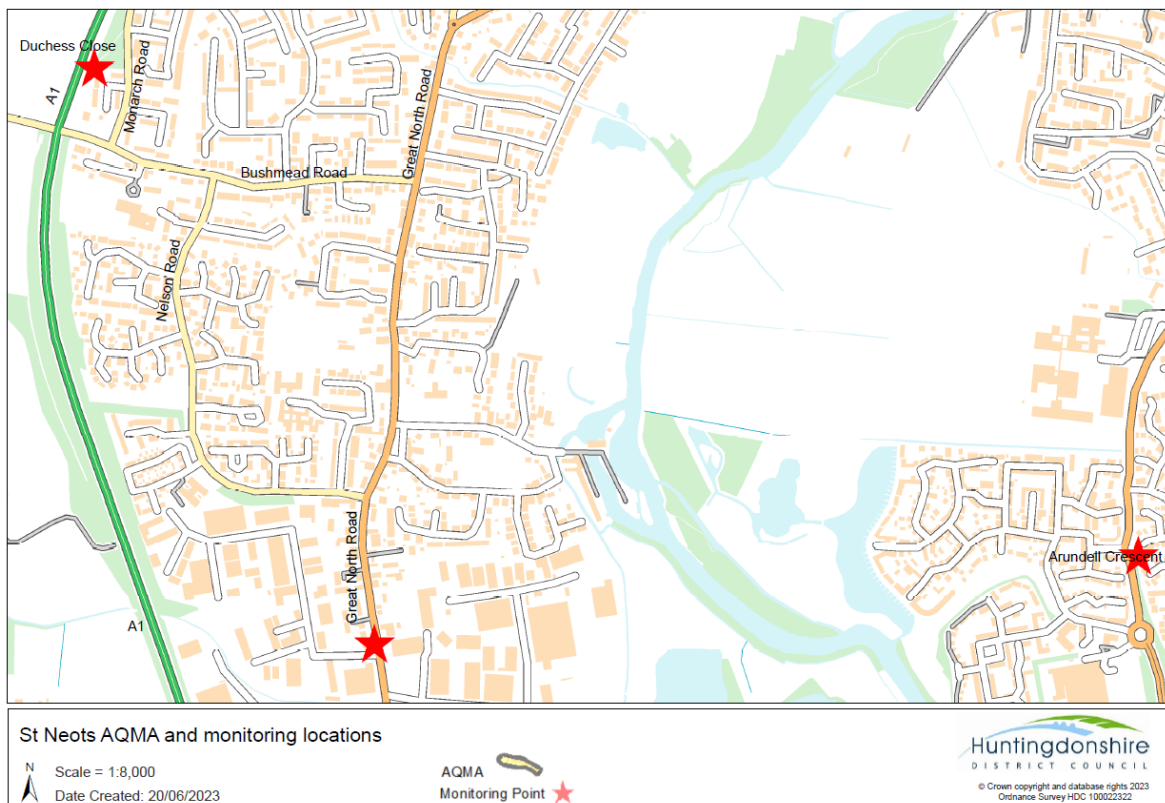 Duchess Close
A1
Monarch Road
Great North Road
Bushmead Road
Nelson Road
Great North Road
Arundell Crescent
A1
St Neots AQMA and monitoring locations
N
Scale = 1:8,000
Date Created: 20/06/2023
AQMA
Monitoring Point
Huntingdonshire
DISTRICT COUNCIL
© Crown copyright and database rights 2023
Ordnance Survey HDC 100022322